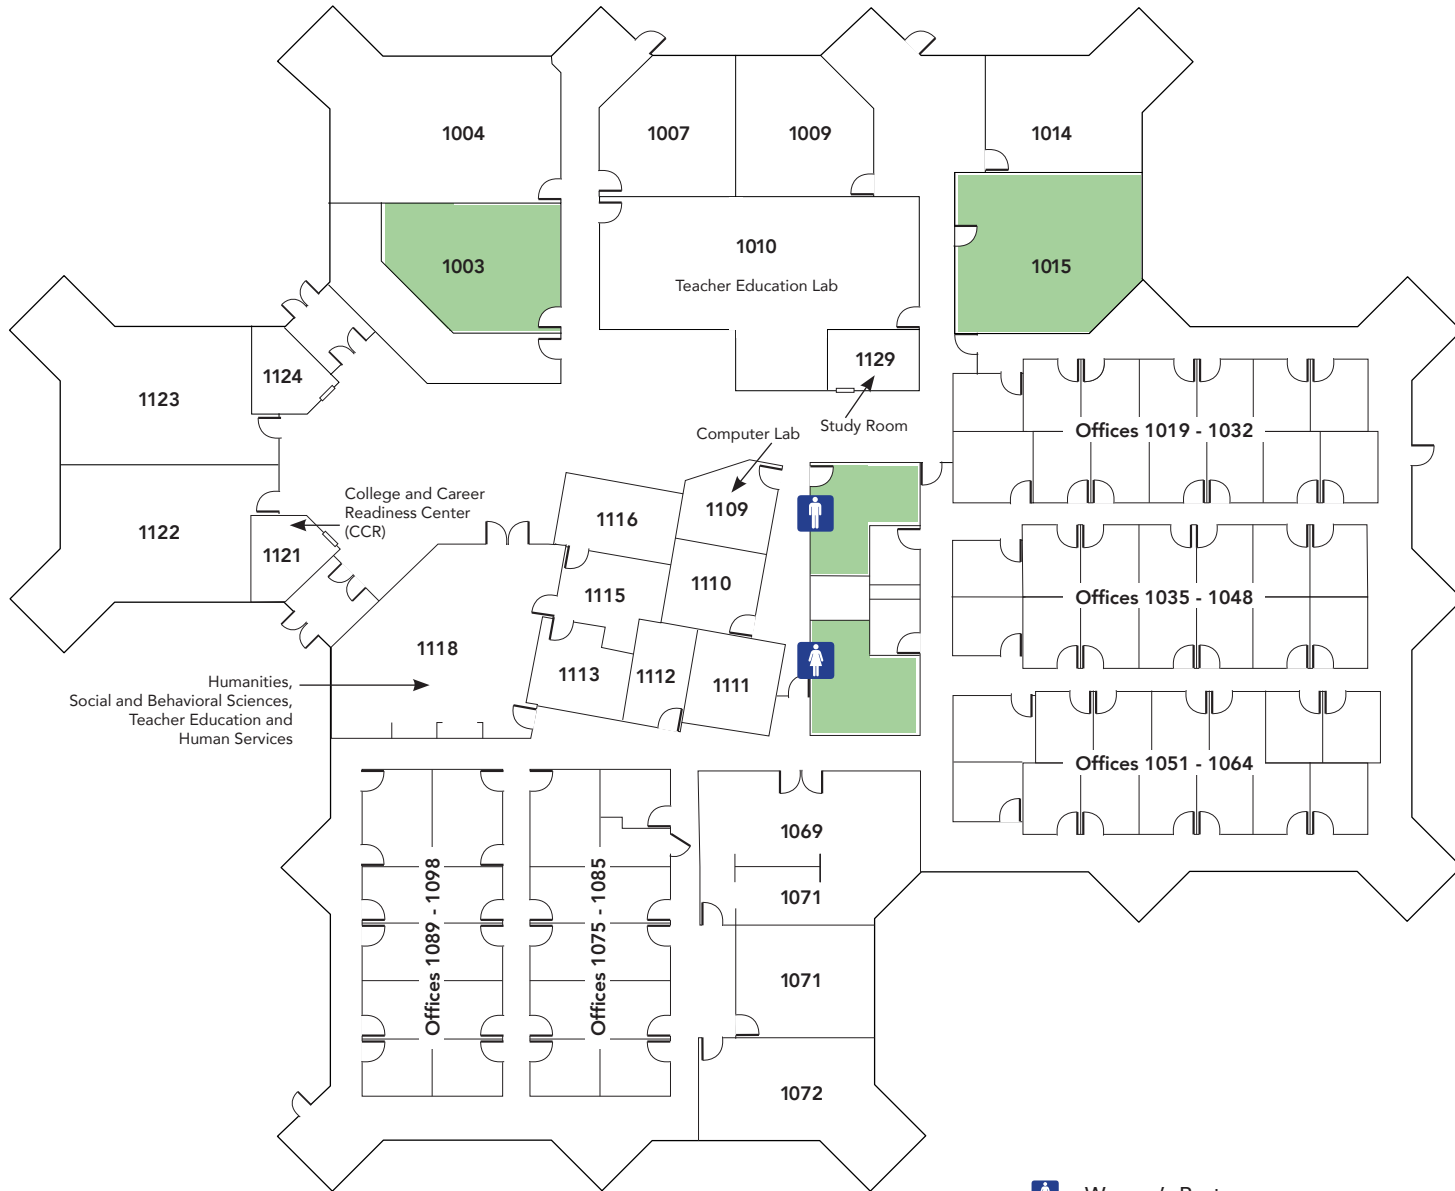 1004
1007
1009
1014
1003
1010
Teacher Education Lab
1015
1129
Study Room
1124
1123
Computer Lab
Offices 1019 - 1032
College and Career
Readiness Center
(CCR)
1109
1116
1122
1121
1110
1115
Offices 1035 - 1048
1118
1113
1112
1111
Humanities,
Social and Behavioral Sciences,
Teacher Education and
Human Services
Offices 1051 - 1064
1069
1071
Offices 1089 - 1098
Offices 1075 - 1085
1071
1072